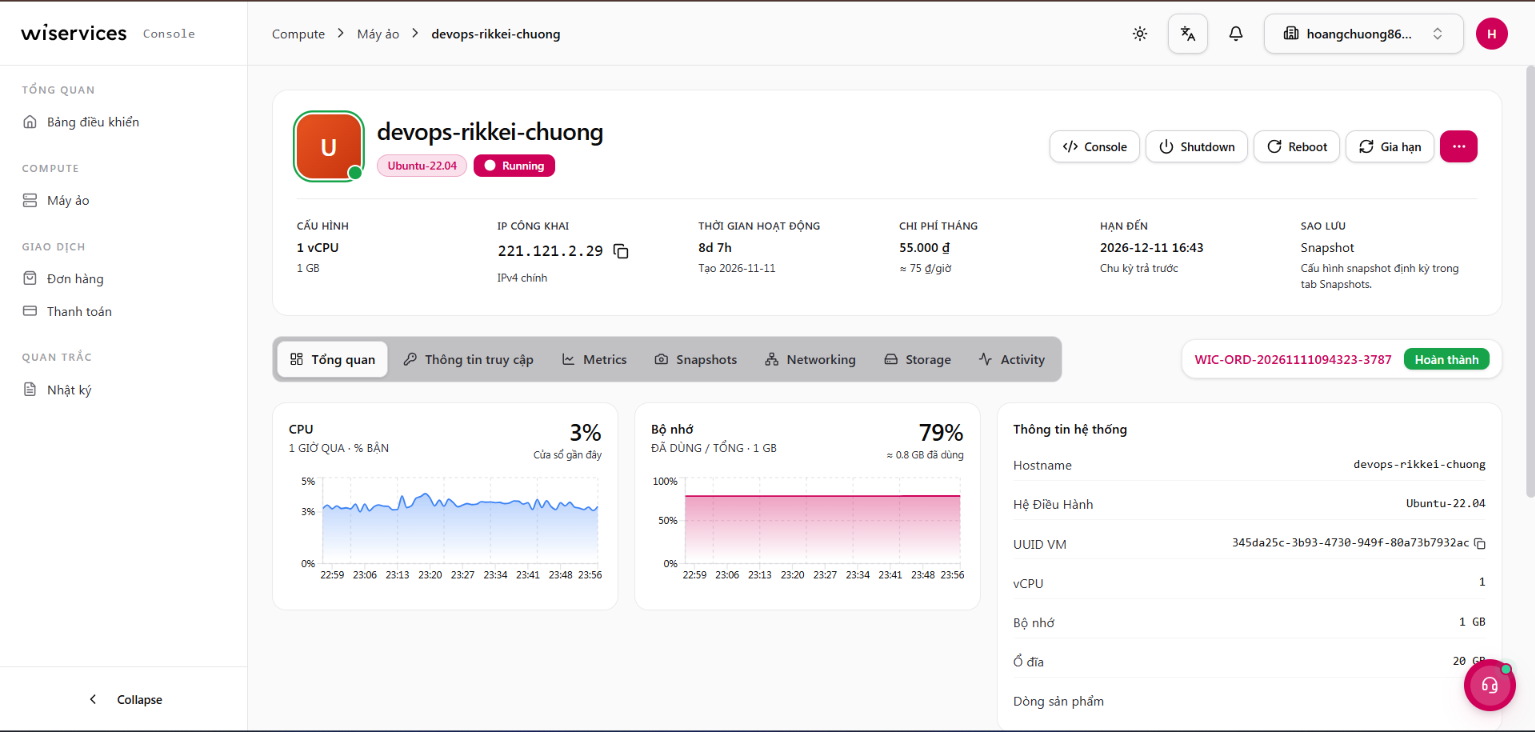 wiservices Console
TỔNG QUAN
Bảng điều khiển
COMPUTE
Máy ảo
GIAO DỊCH
Đơn hàng
Thanh toán
QUAN TRẮC
Nhật ký
Collapse
Compute > Máy ảo > devops-rikkei-chuong
hoangchuong86...
H
U
devops-rikkei-chuong
Ubuntu-22.04
Running
Console
Shutdown
Reboot
Gia hạn
CẤU HÌNH
1 vCPU
1 GB
IP CÔNG KHAI
221.121.2.29
IPv4 chính
THỜI GIAN HOẠT ĐỘNG
8d 7h
Tạo 2026-11-11
CHI PHÍ THÁNG
55.000 ₫
≈ 75 ₫/giờ
HẠN ĐẾN
2026-12-11 16:43
Chu kỳ trả trước
SAO LƯU
Snapshot
Cấu hình snapshot định kỳ trong
tab Snapshots.
Tổng quan
Thông tin truy cập
Metrics
Snapshots
Networking
Storage
Activity
WIC-ORD-20261111094323-3787
Hoàn thành
CPU
1 GIỜ QUA · % BẬN
3%
Cửa sổ gần đây
5%
3%
0%
22:59 23:06 23:13 23:20 23:27 23:34 23:41 23:48 23:56
Bộ nhớ
ĐÃ DÙNG / TỔNG · 1 GB
79%
≈ 0.8 GB đã dùng
100%
50%
0%
22:59 23:06 23:13 23:20 23:27 23:34 23:41 23:48 23:56
Thông tin hệ thống
Hostname devops-rikkei-chuong
Hệ Điều Hành Ubuntu-22.04
UUID VM 345da25c-3b93-4730-949f-80a73b7932ac
vCPU 1
Bộ nhớ 1 GB
Ổ đĩa 20 GB
Dòng sản phẩm